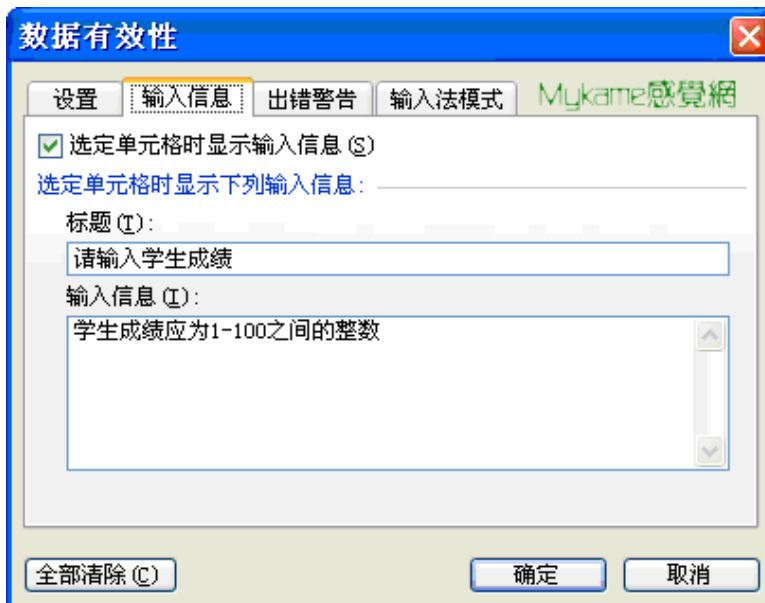 数据有效性
设置 输入信息 出错警告 输入法模式 Mykame感覺網
选定单元格时显示输入信息(S)
选定单元格时显示下列输入信息:
标题(T):
请输入学生成绩
输入信息(I):
学生成绩应为1-100之间的整数
全部清除(C) 确定 取消